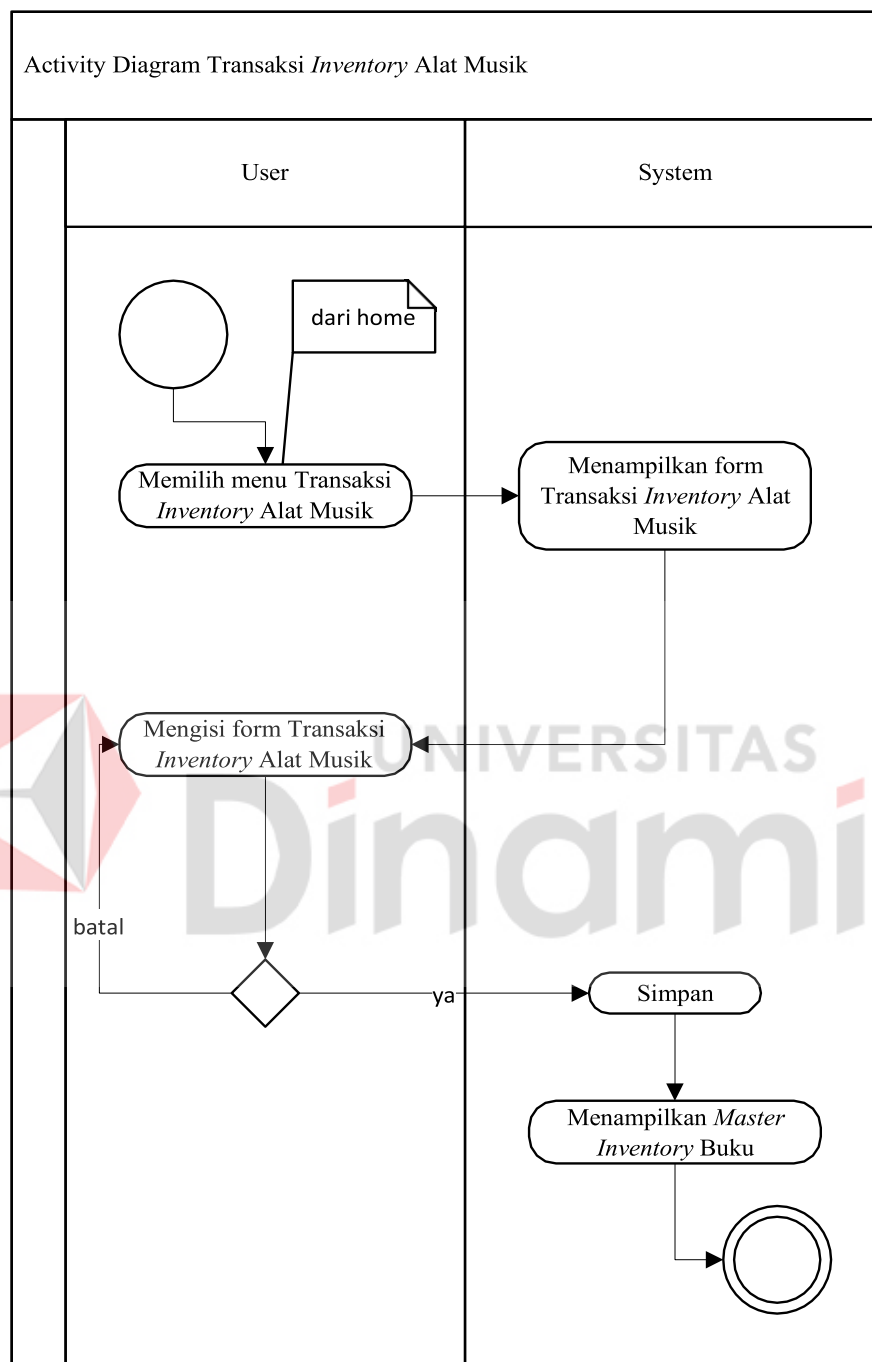 Activity Diagram Transaksi Inventory Alat Musik
User
System
dari home
Memilih menu Transaksi
Inventory Alat Musik
Menampilkan form
Transaksi Inventory Alat
Musik
Mengisi form Transaksi
Inventory Alat Musik
UNIVERSITAS
Dinami
batal
ya
Simpan
Menampilkan Master
Inventory Buku